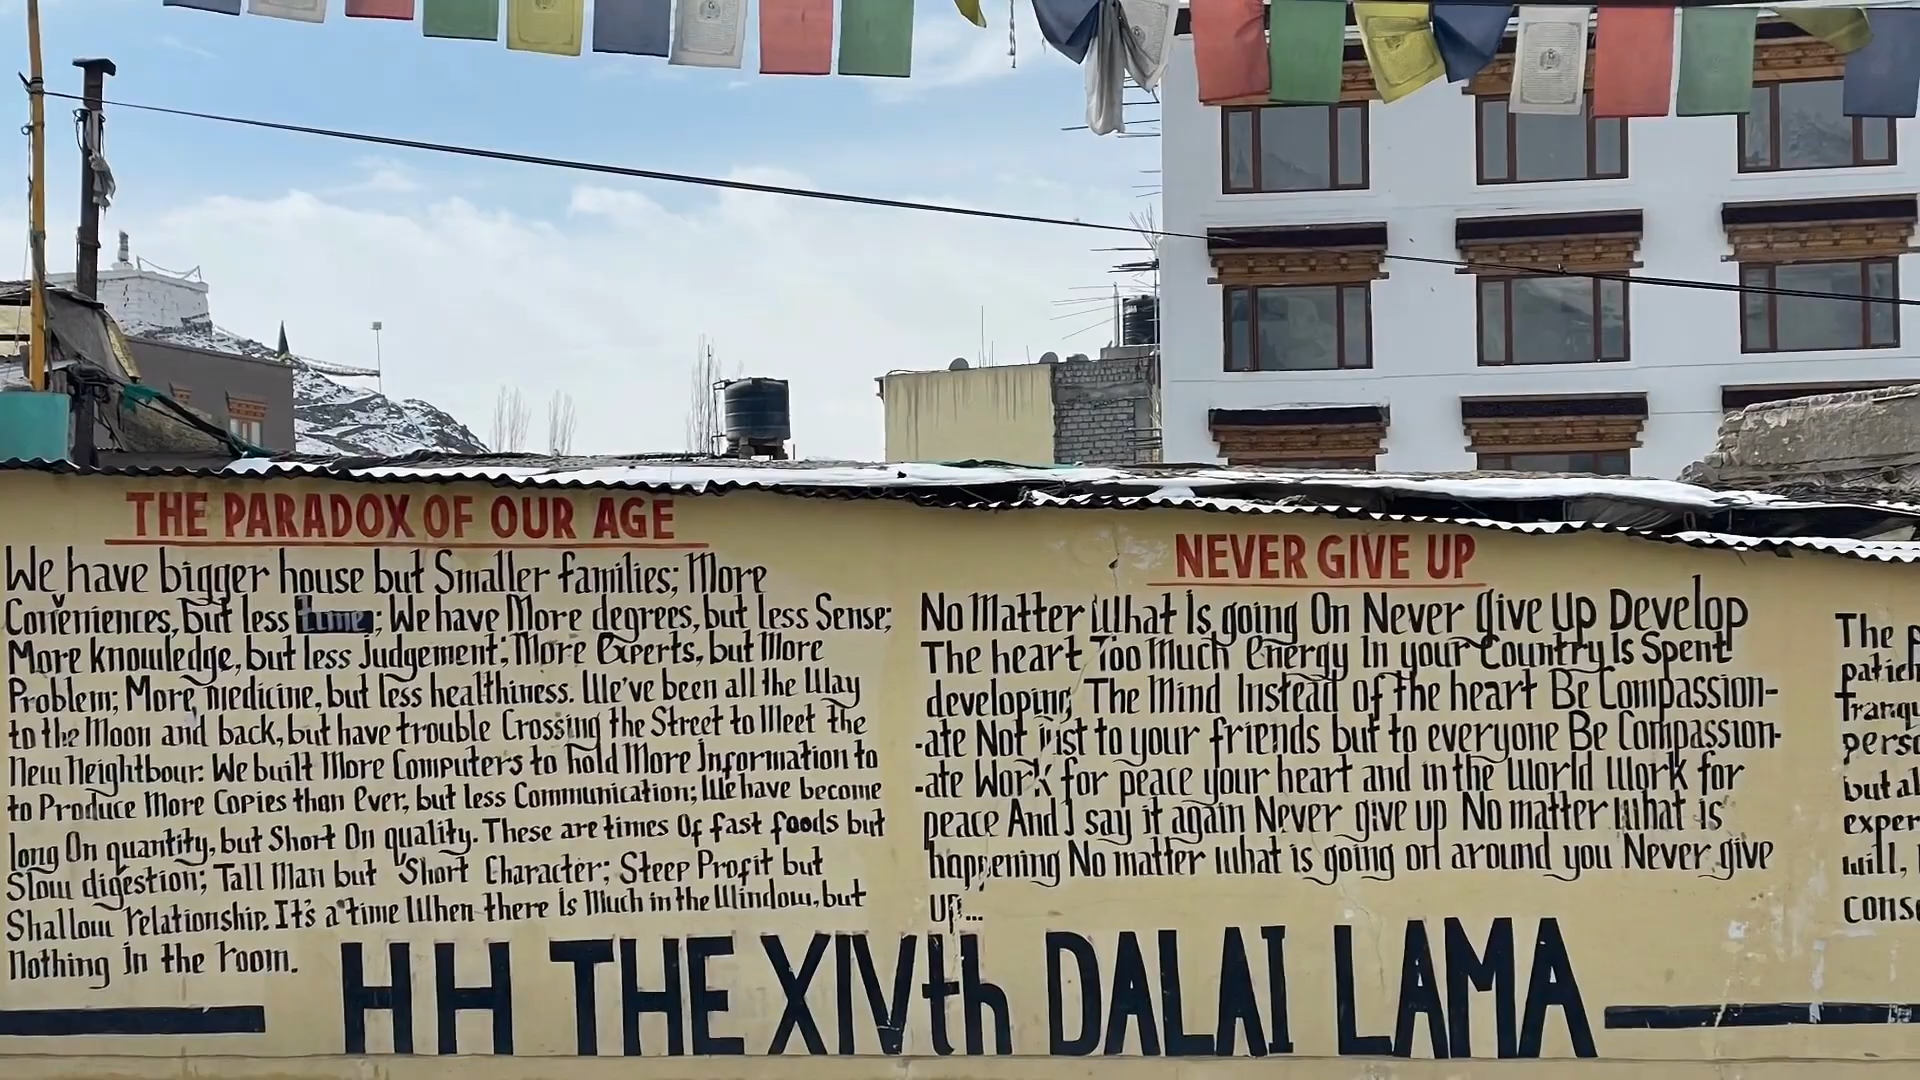 THE PARADOX OF OUR AGE
We have bigger house but Smaller families; More
Conveniences, but less time; We have More degrees, but less Sense;
More knowledge, but less Judgement; More Experts, but More
Problem; More, medicine, but less healthiness. We've been all the Way
to the Moon and back, but have trouble Crossing the Street to Meet the
New Neightbour. We built More Computers to hold More Information to
to Produce More Copies than Ever, but less Communication; We have become
long On quantity, but Short On quality. These are times Of fast foods but
Slow digestion; Tall Man but Short Character; Steep Profit but
Shallow relationship. It's a time When there Is Much in the Window, but
Nothing In the room.
NEVER GIVE UP
No Matter What Is going On Never Give Up Develop
The heart Too Much Energy In your Country Is Spent
developing The Mind Instead Of The heart Be Compassion-
-ate Not just to your friends but to everyone Be Compassion-
-ate Work for peace your heart and in the World Work for
peace And I say it again Never give up No matter What is
happening No matter what is going on around you Never give
up...
The
patien
Tranqu
perso
but al
exper
will,
conse
HH THE XIVth DALAI LAMA